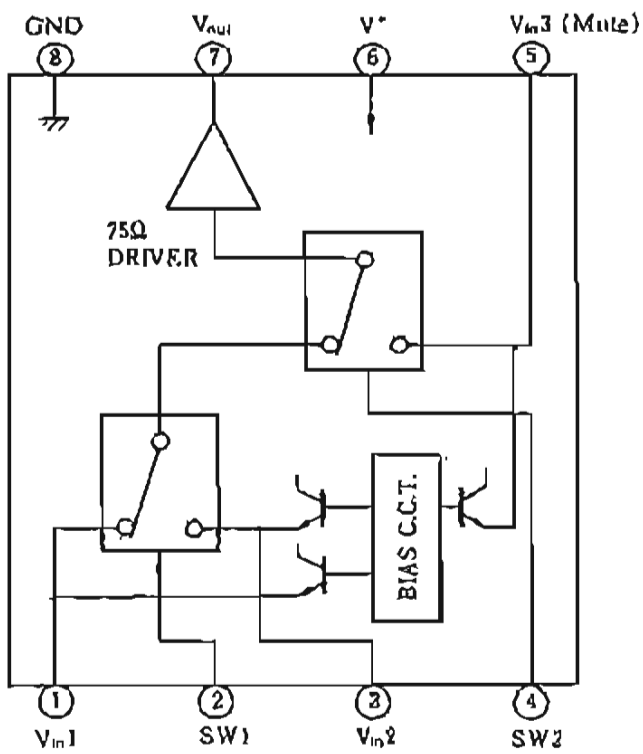 GND Vout V+ Vin3 (Mute)
8 7 6 5
75Ω
DRIVER
BIAS C.C.T.
1 2 3 4
Vin1 SW1 Vin2 SW2